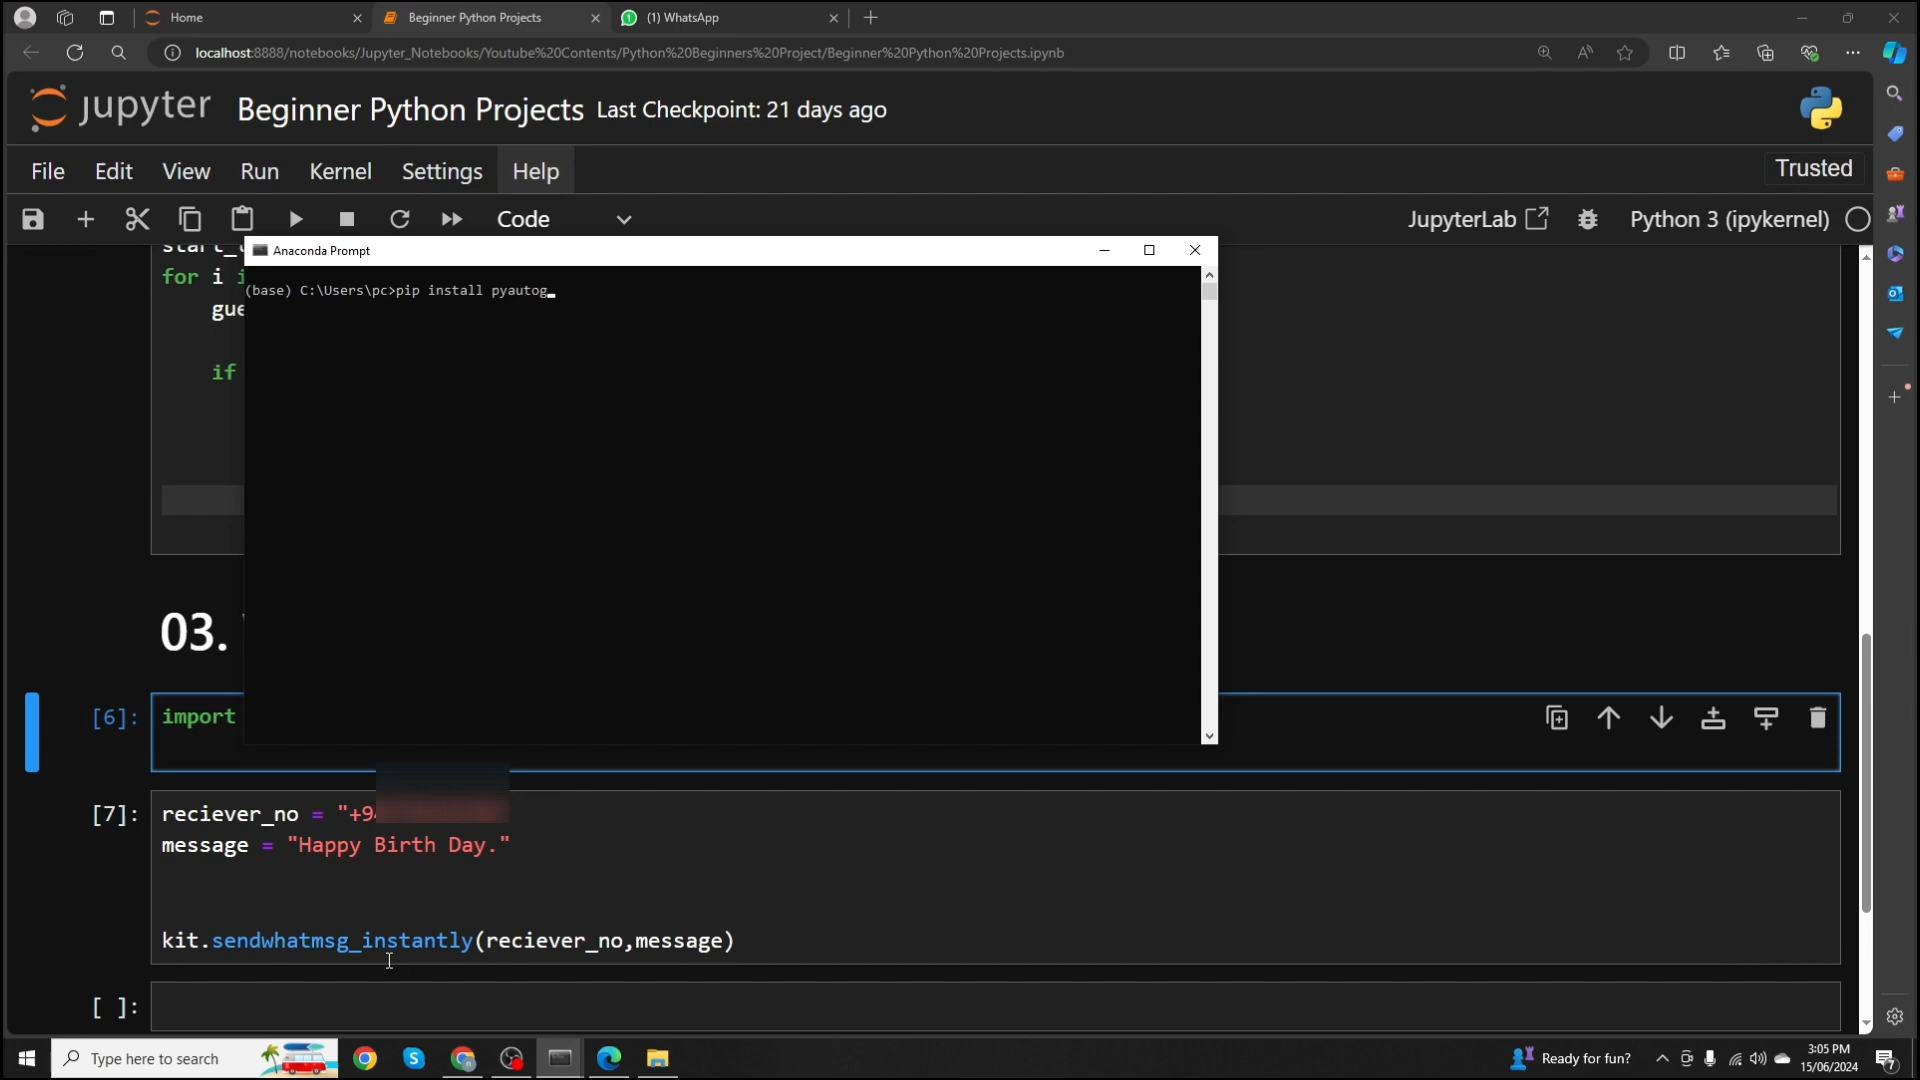 Home
Beginner Python Projects
(1) WhatsApp
localhost:8888/notebooks/Jupyter_Notebooks/Youtube%20Contents/Python%20Beginners%20Project/Beginner%20Python%20Projects.ipynb
jupyter Beginner Python Projects Last Checkpoint: 21 days ago
File Edit View Run Kernel Settings Help Trusted
Code JupyterLab Python 3 (ipykernel)
Anaconda Prompt
for i
(base) C:\Users\pc>pip install pyautog
if
03.
[6]: import
[7]: reciever_no = "+94
message = "Happy Birth Day."
kit.sendwhatmsg_instantly(reciever_no,message)
[ ]:
Type here to search
Ready for fun?
3:05 PM
15/06/2024
7